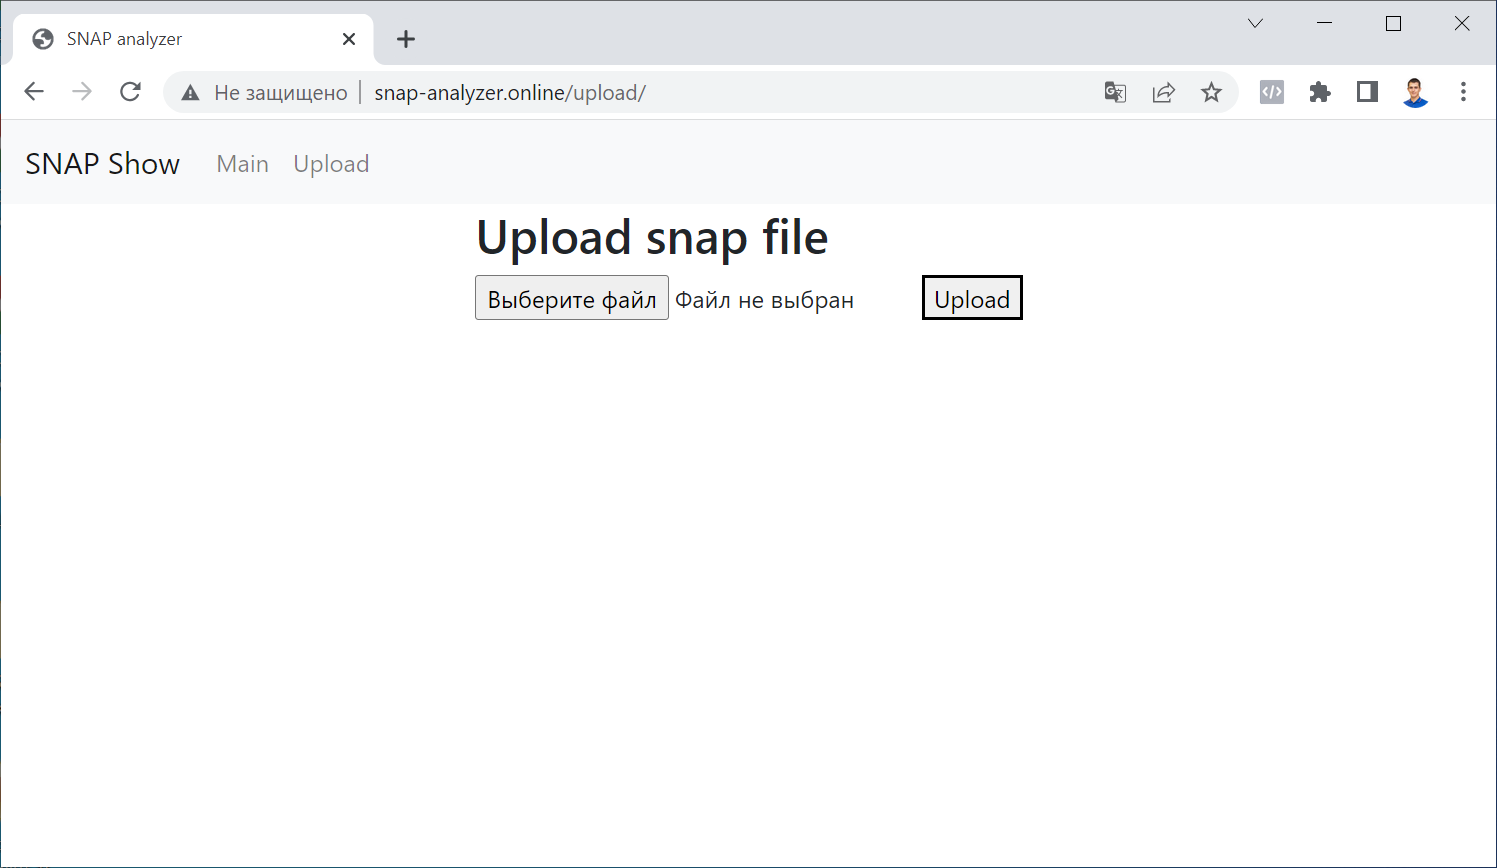 SNAP analyzer
Не защищено snap-analyzer.online/upload/
SNAP Show Main Upload
Upload snap file
Выберите файл Файл не выбран Upload